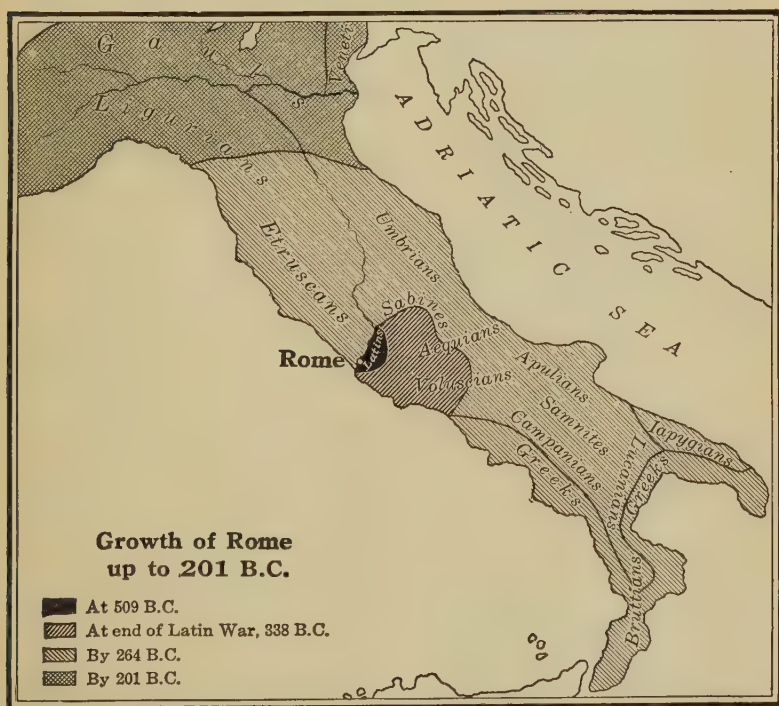 Gauls
Veneti
Ligurians
ADRIATIC SEA
Etruscans
Umbrians
Sabines
Rome
Latins
Aequians
Voluscians
Apulians
Samnites
Campanians
Greeks
Iapygians
Lucanians
Greeks
Bruttians
Growth of Rome
up to 201 B.C.
At 509 B.C.
At end of Latin War, 338 B.C.
By 264 B.C.
By 201 B.C.